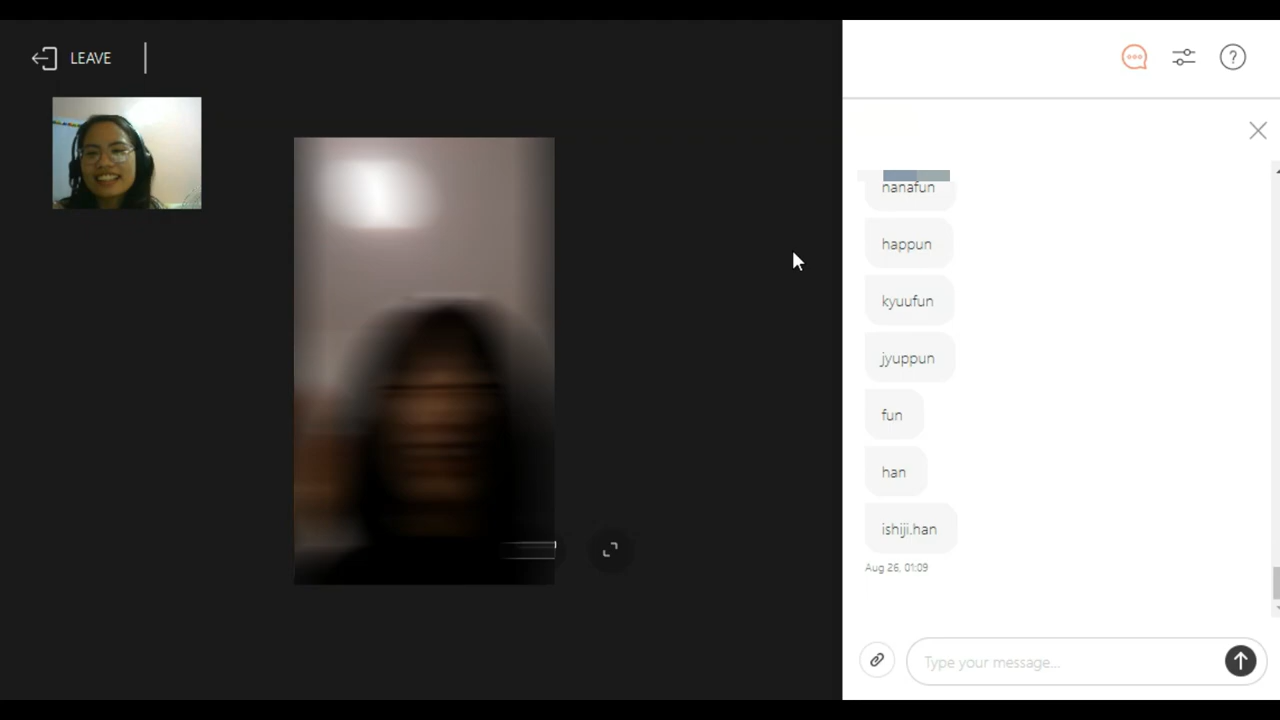 LEAVE
nanafun
happun
kyuufun
jyuppun
fun
han
ishiji.han
Aug 26, 01:09
Type your message...